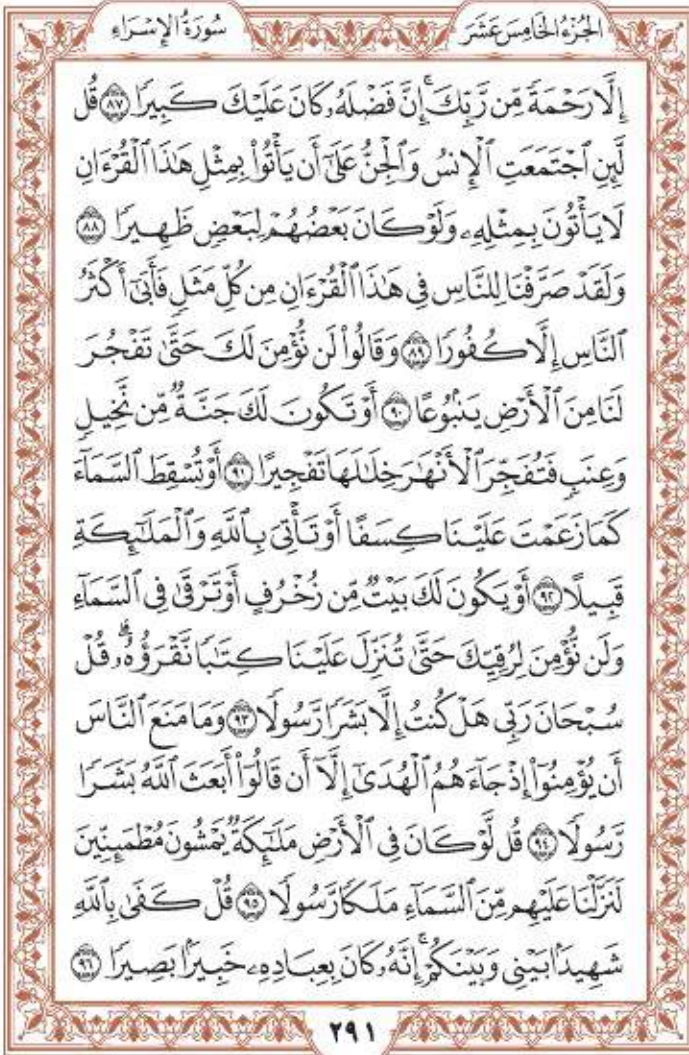 الجُزْءُ الخَامِسَ عَشَرَ
سُورَةُ الإِسْرَاءِ
إِلَّا رَحْمَةً مِّن رَّبِّكَۚ إِنَّ فَضْلَهُۥ كَانَ عَلَيْكَ كَبِيرًا ٨٧ قُل
لَّئِنِ ٱجْتَمَعَتِ ٱلْإِنسُ وَٱلْجِنُّ عَلَىٰٓ أَن يَأْتُوا۟ بِمِثْلِ هَٰذَا ٱلْقُرْءَانِ
لَا يَأْتُونَ بِمِثْلِهِۦ وَلَوْ كَانَ بَعْضُهُمْ لِبَعْضٍ ظَهِيرًا ٨٨
وَلَقَدْ صَرَّفْنَا لِلنَّاسِ فِى هَٰذَا ٱلْقُرْءَانِ مِن كُلِّ مَثَلٍ فَأَبَىٰٓ أَكْثَرُ
ٱلنَّاسِ إِلَّا كُفُورًا ٨٩ وَقَالُوا۟ لَن نُّؤْمِنَ لَكَ حَتَّىٰ تَفْجُرَ
لَنَا مِنَ ٱلْأَرْضِ يَنۢبُوعًا ٩٠ أَوْ تَكُونَ لَكَ جَنَّةٌ مِّن نَّخِيلٍ
وَعِنَبٍ فَتُفَجِّرَ ٱلْأَنْهَٰرَ خِلَٰلَهَا تَفْجِيرًا ٩١ أَوْ تُسْقِطَ ٱلسَّمَآءَ
كَمَا زَعَمْتَ عَلَيْنَا كِسَفًا أَوْ تَأْتِىَ بِٱللَّهِ وَٱلْمَلَٰٓئِكَةِ
قَبِيلًا ٩٢ أَوْ يَكُونَ لَكَ بَيْتٌ مِّن زُخْرُفٍ أَوْ تَرْقَىٰ فِى ٱلسَّمَآءِ
وَلَن نُّؤْمِنَ لِرُقِيِّكَ حَتَّىٰ تُنَزِّلَ عَلَيْنَا كِتَٰبًا نَّقْرَؤُهُۥۗ قُلْ
سُبْحَانَ رَبِّى هَلْ كُنتُ إِلَّا بَشَرًا رَّسُولًا ٩٣ وَمَا مَنَعَ ٱلنَّاسَ
أَن يُؤْمِنُوٓا۟ إِذْ جَآءَهُمُ ٱلْهُدَىٰٓ إِلَّآ أَن قَالُوٓا۟ أَبَعَثَ ٱللَّهُ بَشَرًا
رَّسُولًا ٩٤ قُل لَّوْ كَانَ فِى ٱلْأَرْضِ مَلَٰٓئِكَةٌ يَمْشُونَ مُطْمَئِنِّينَ
لَنَزَّلْنَا عَلَيْهِم مِّنَ ٱلسَّمَآءِ مَلَكًا رَّسُولًا ٩٥ قُلْ كَفَىٰ بِٱللَّهِ
شَهِيدًۢا بَيْنِى وَبَيْنَكُمْۚ إِنَّهُۥ كَانَ بِعِبَادِهِۦ خَبِيرًۢا بَصِيرًا ٩٦
٢٩١